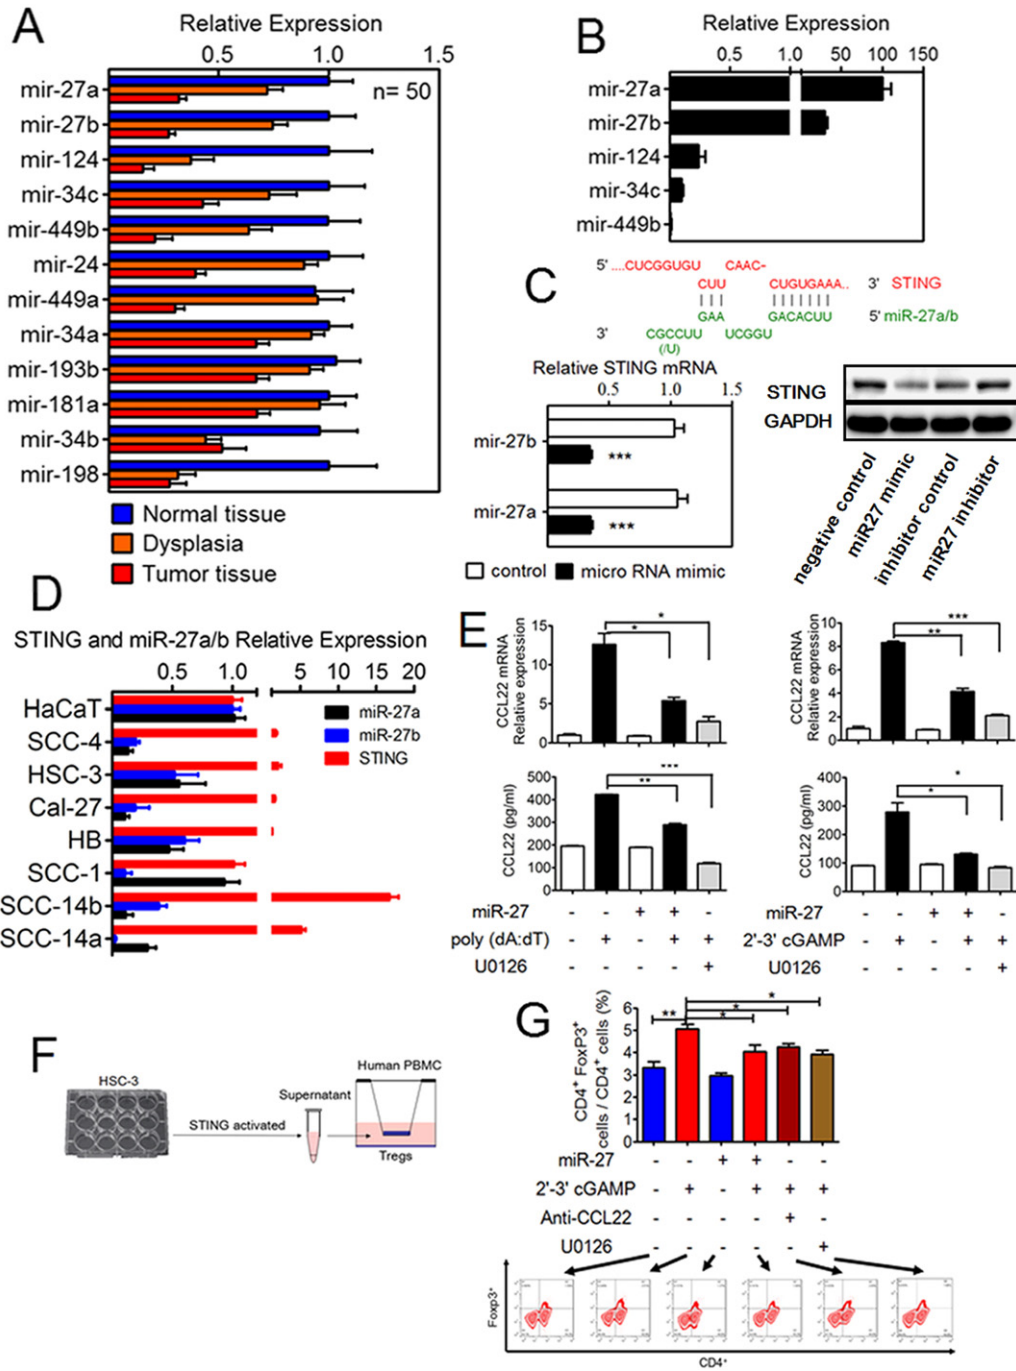 A
Relative Expression
0.5 1.0 1.5
n= 50
mir-27a
mir-27b
mir-124
mir-34c
mir-449b
mir-24
mir-449a
mir-34a
mir-193b
mir-181a
mir-34b
mir-198
Normal tissue
Dysplasia
Tumor tissue
B
Relative Expression
0.5 1.0 50 100 150
mir-27a
mir-27b
mir-124
mir-34c
mir-449b
C
5' ....CUCGGUGU CAAC-
CUU CUGUGAAA.. 3' STING
GAA GACACUU 5' miR-27a/b
3' CGCCUU UCGGU
(/U)
Relative STING mRNA
0.5 1.0 1.5
mir-27b
***
mir-27a
***
control micro RNA mimic
STING
GAPDH
negative control
miR27 mimic
inhibitor control
miR27 inhibitor
D
STING and miR-27a/b Relative Expression
0.5 1.0 5 10 15 20
HaCaT
SCC-4
HSC-3
Cal-27
HB
SCC-1
SCC-14b
SCC-14a
miR-27a
miR-27b
STING
E
CCL22 mRNA
Relative expression
15
10
5
0
*
*
CCL22 mRNA
Relative expression
10
8
6
4
2
0
***
**
CCL22 (pg/ml)
500
400
300
200
100
0
***
**
CCL22 (pg/ml)
400
300
200
100
0
*
*
miR-27 - - + + -
poly (dA:dT) - + - + +
U0126 - - - - +
miR-27 - - + + -
2'-3' cGAMP - + - + +
U0126 - - - - +
F
HSC-3
STING activated
Supernatant
Human PBMC
Tregs
G
CD4+ FoxP3+
cells / CD4+ cells (%)
6
5
4
3
2
1
0
**
*
*
*
miR-27 - - + + - -
2'-3' cGAMP - + - + + +
Anti-CCL22 - - - - + -
U0126 - - - - - +
Foxp3+
CD4+